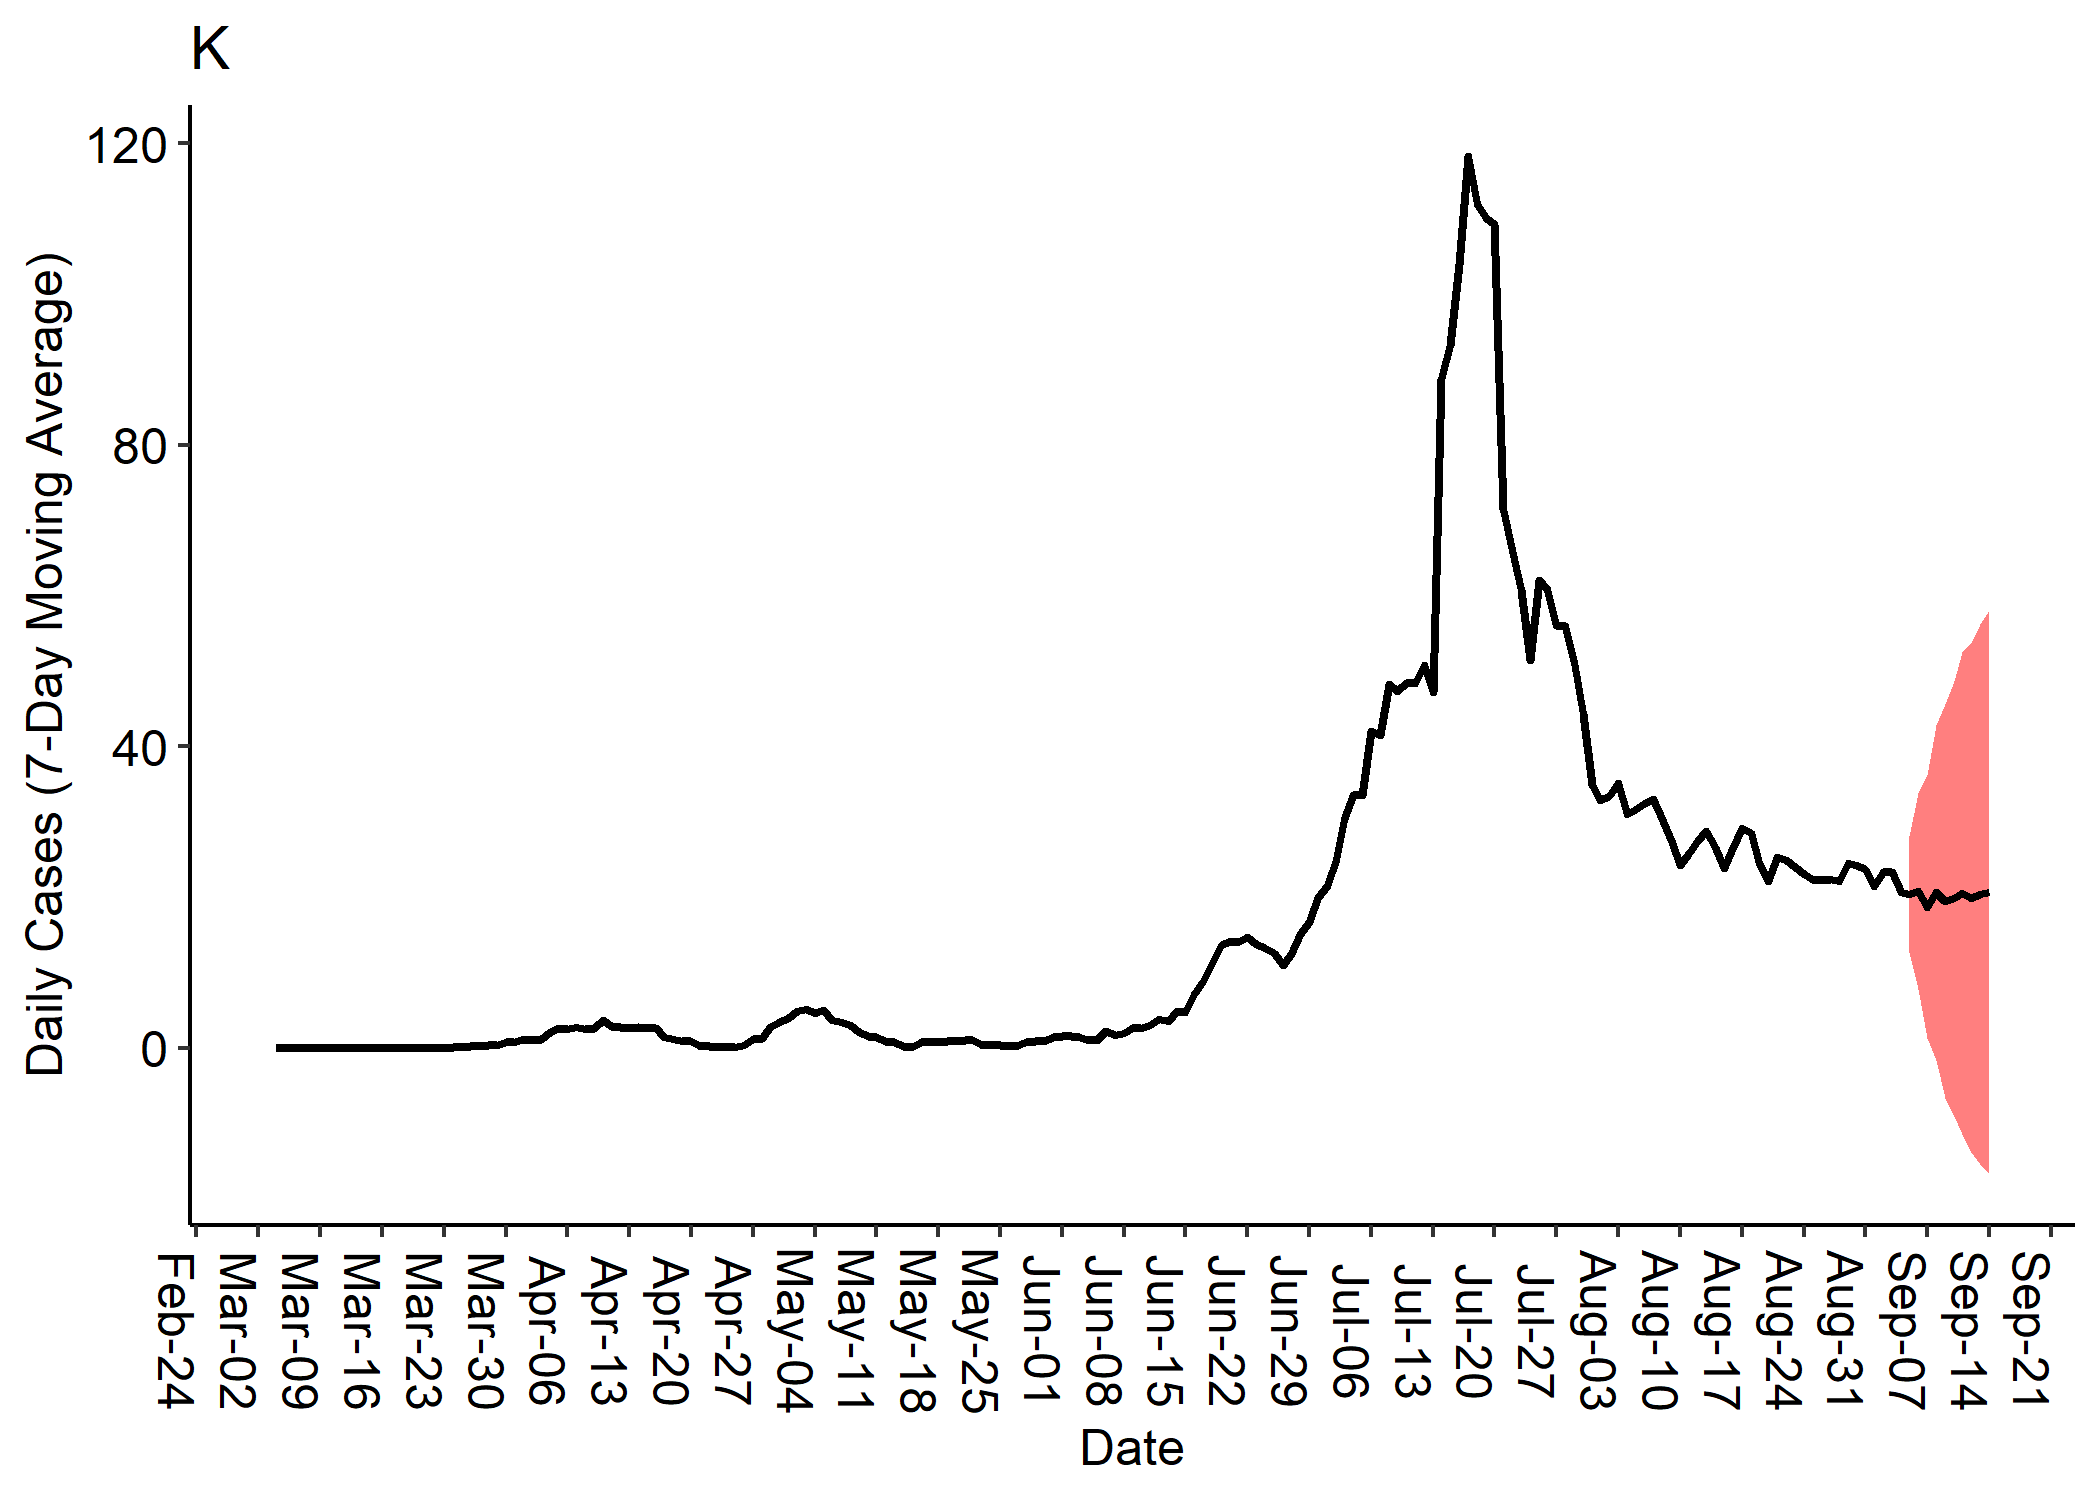 K
Daily Cases (7-Day Moving Average)
120
80
40
0
Feb-24
Mar-02
Mar-09
Mar-16
Mar-23
Mar-30
Apr-06
Apr-13
Apr-20
Apr-27
May-04
May-11
May-18
May-25
Jun-01
Jun-08
Jun-15
Jun-22
Jun-29
Jul-06
Jul-13
Jul-20
Jul-27
Aug-03
Aug-10
Aug-17
Aug-24
Aug-31
Sep-07
Sep-14
Sep-21
Date